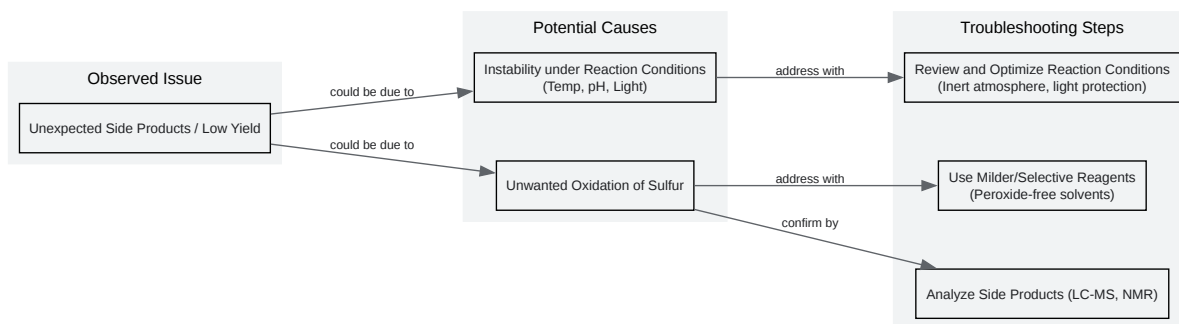 Observed Issue
Unexpected Side Products / Low Yield
could be due to
could be due to
Potential Causes
Instability under Reaction Conditions
(Temp, pH, Light)
Unwanted Oxidation of Sulfur
address with
address with
confirm by
Troubleshooting Steps
Review and Optimize Reaction Conditions
(Inert atmosphere, light protection)
Use Milder/Selective Reagents
(Peroxide-free solvents)
Analyze Side Products (LC-MS, NMR)